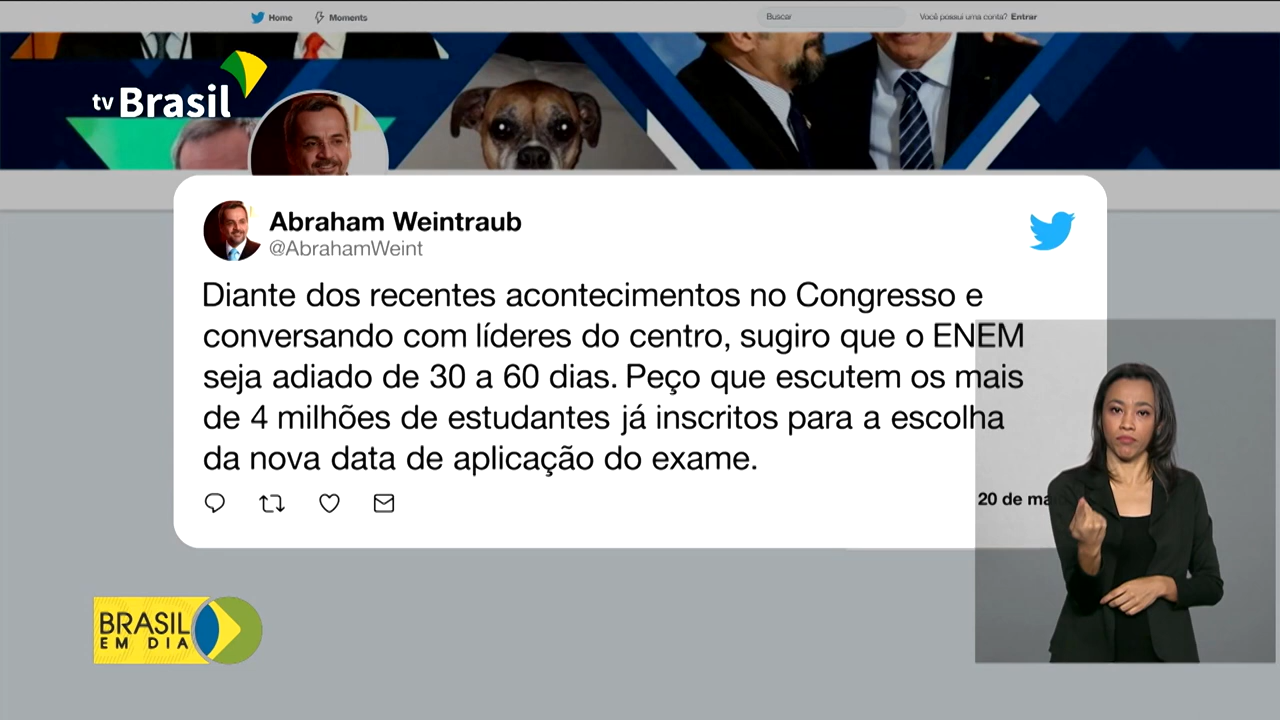 Home
Moments
Buscar
Você possui uma conta? Entrar
tv Brasil
Abraham Weintraub
@AbrahamWeint
Diante dos recentes acontecimentos no Congresso e
conversando com líderes do centro, sugiro que o ENEM
seja adiado de 30 a 60 dias. Peço que escutem os mais
de 4 milhões de estudantes já inscritos para a escolha
da nova data de aplicação do exame.
20 de
BRASIL
EM DIA